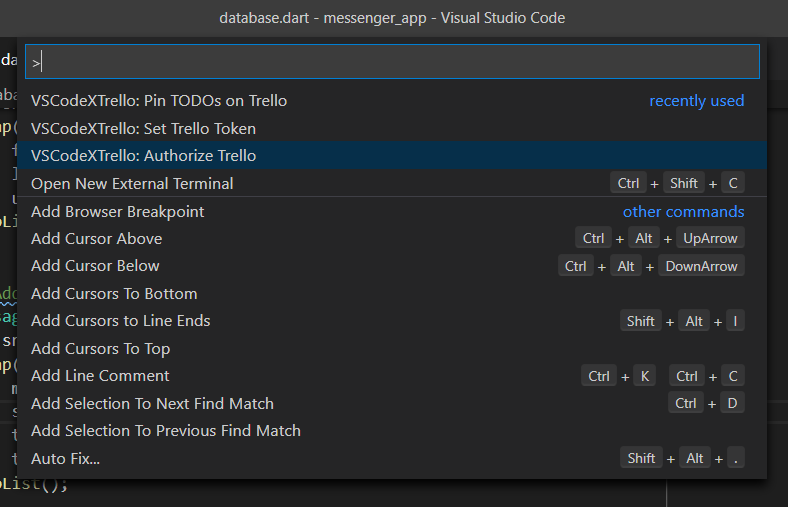 database.dart - messenger_app - Visual Studio Code
>
VSCodeXTrello: Pin TODOs on Trello recently used
VSCodeXTrello: Set Trello Token
VSCodeXTrello: Authorize Trello
Open New External Terminal Ctrl + Shift + C
Add Browser Breakpoint other commands
Add Cursor Above Ctrl + Alt + UpArrow
Add Cursor Below Ctrl + Alt + DownArrow
Add Cursors To Bottom
Add Cursors to Line Ends Shift + Alt + I
Add Cursors To Top
Add Line Comment Ctrl + K Ctrl + C
Add Selection To Next Find Match Ctrl + D
Add Selection To Previous Find Match
Auto Fix... Shift + Alt + .
List();